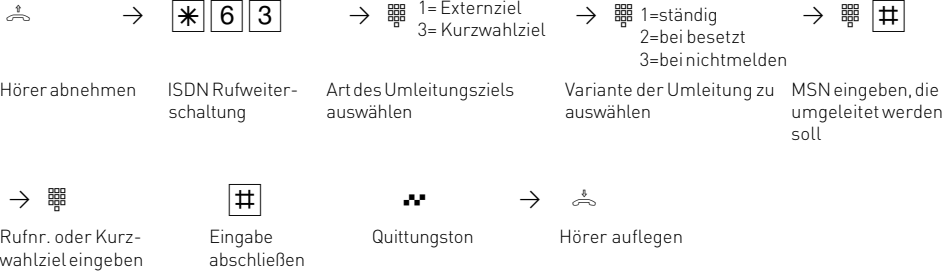 * 6 3
1= Externziel
3= Kurzwahlziel
1=ständig
2=bei besetzt
3=bei nichtmelden
#
Hörer abnehmen
ISDN Rufweiter-
schaltung
Art des Umleitungsziels
auswählen
Variante der Umleitung zu
auswählen
MSN eingeben, die
umgeleitet werden
soll
#
Rufnr. oder Kurz-
wahlziel eingeben
Eingabe
abschließen
Quittungston
Hörer auflegen